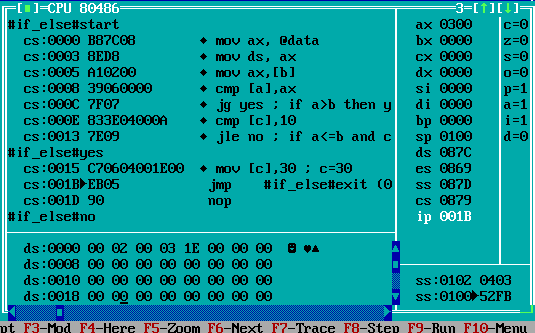 [■]=CPU 80486 3=[↑][↓]
#if_else#start
cs:0000 B87C08 ♦ mov ax, @data
cs:0003 8ED8 ♦ mov ds, ax
cs:0005 A10200 ♦ mov ax,[b]
cs:0008 39060000 ♦ cmp [a],ax
cs:000C 7F07 ♦ jg yes ; if a>b then y
cs:000E 833E04000A ♦ cmp [c],10
cs:0013 7E09 ♦ jle no ; if a<=b and c
#if_else#yes
cs:0015 C70604001E00 ♦ mov [c],30 ; c=30
cs:001B►EB05 jmp #if_else#exit (0
cs:001D 90 nop
#if_else#no
ax 0300 c=0
bx 0000 z=0
cx 0000 s=0
dx 0000 o=0
si 0000 p=1
di 0000 a=1
bp 0000 i=1
sp 0100 d=0
ds 087C
es 0869
ss 087D
cs 0879
ip 001B
ds:0000 00 02 00 03 1E 00 00 00 ☻ ♥▲
ds:0008 00 00 00 00 00 00 00 00
ds:0010 00 00 00 00 00 00 00 00
ds:0018 00 00 00 00 00 00 00 00
ss:0102 0403
ss:0100►52FB
pt F3-Mod F4-Here F5-Zoom F6-Next F7-Trace F8-Step F9-Run F10-Menu